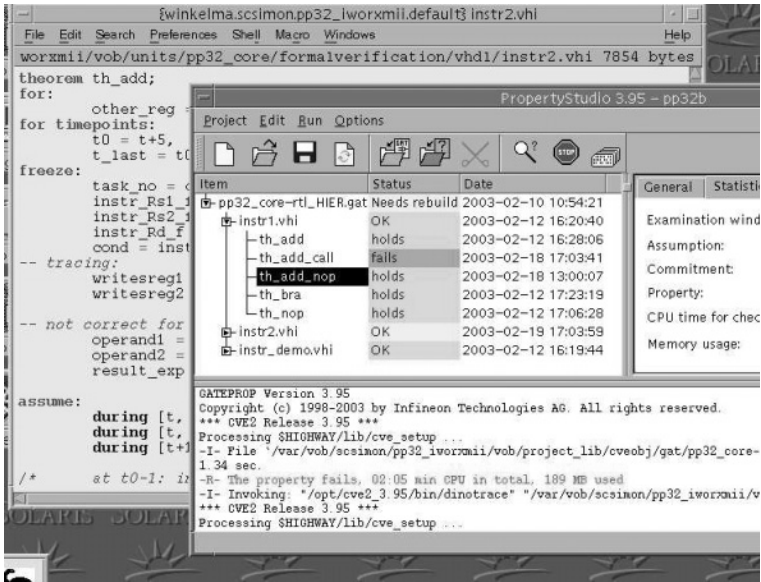 {winkelma.scsimon.pp32_iworxmii.default} instr2.vhi
File Edit Search Preferences Shell Macro Windows Help
worxmii/vob/units/pp32_core/formalverification/vhdl/instr2.vhi 7854 bytes
theorem th_add;
for:
other_reg =
for timepoints:
t0 = t+5,
t_last = t0
freeze:
task_no = c
instr_Rs1_1
instr_Rs2_1
instr_Rd_f
cond = inst
-- tracing:
writesreg1
writesreg2
-- not correct for
operand1 =
operand2 =
result_exp
assume:
during [t,
during [t,
during [t+1
/* at t0-1: in
PropertyStudio 3.95 - pp32b
Project Edit Run Options
STOP
Item Status Date
pp32_core-rtl_HIER.gat Needs rebuild 2003-02-10 10:54:21
instr1.vhi OK 2003-02-12 16:20:40
th_add holds 2003-02-12 16:28:06
th_add_call fails 2003-02-18 17:03:41
th_add_nop holds 2003-02-18 13:00:07
th_bra holds 2003-02-12 17:23:19
th_nop holds 2003-02-12 17:06:28
instr2.vhi OK 2003-02-19 17:03:59
instr_demo.vhi OK 2003-02-12 16:19:44
General Statisti
Examination wind
Assumption:
Commitment:
Property:
CPU time for chec
Memory usage:
GATEPROP Version 3.95
Copyright (c) 1998-2003 by Infineon Technologies AG. All rights reserved.
*** CVE2 Release 3.95 ***
Processing $HIGHWAY/lib/cve_setup ...
-I- File `/var/vob/scsimon/pp32_iworxmii/vob/project_lib/cveobj/gat/pp32_core-
1.34 sec.
-R- The property fails, 02:05 min CPU in total, 189 MB used
-I- Invoking: "/opt/cve2_3.95/bin/dinotrace" "/var/vob/scsimon/pp32_iworxmii/v
*** CVE2 Release 3.95 ***
Processing $HIGHWAY/lib/cve_setup ...
OLARIS SOLAR
SOLARIS
OLAR